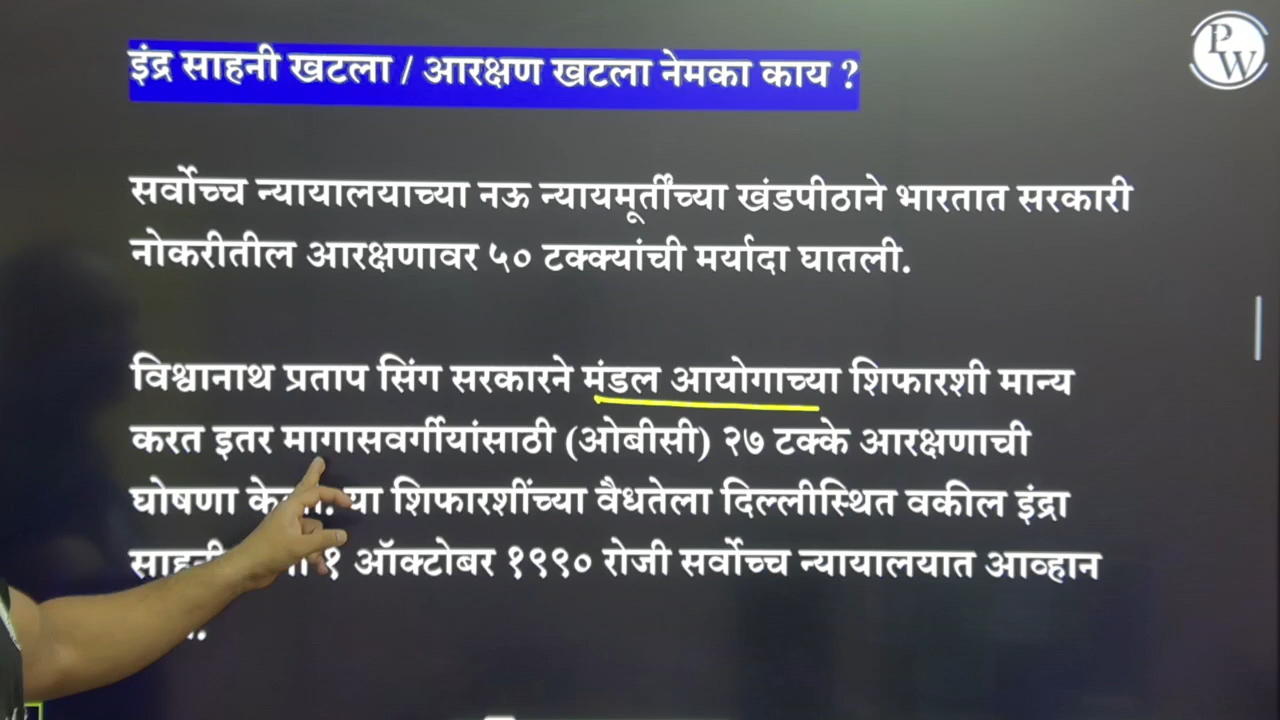 PW
इंद्र साहनी खटला / आरक्षण खटला नेमका काय ?
सर्वोच्च न्यायालयाच्या नऊ न्यायमूर्तींच्या खंडपीठाने भारतात सरकारी
नोकरीतील आरक्षणावर ५० टक्क्यांची मर्यादा घातली.
विश्वानाथ प्रताप सिंग सरकारने मंडल आयोगाच्या शिफारशी मान्य
करत इतर मागासवर्गीयांसाठी (ओबीसी) २७ टक्के आरक्षणाची
घोषणा या शिफारशींच्या वैधतेला दिल्लीस्थित वकील इंद्रा
साहनी १ ऑक्टोबर १९९० रोजी सर्वोच्च न्यायालयात आव्हान